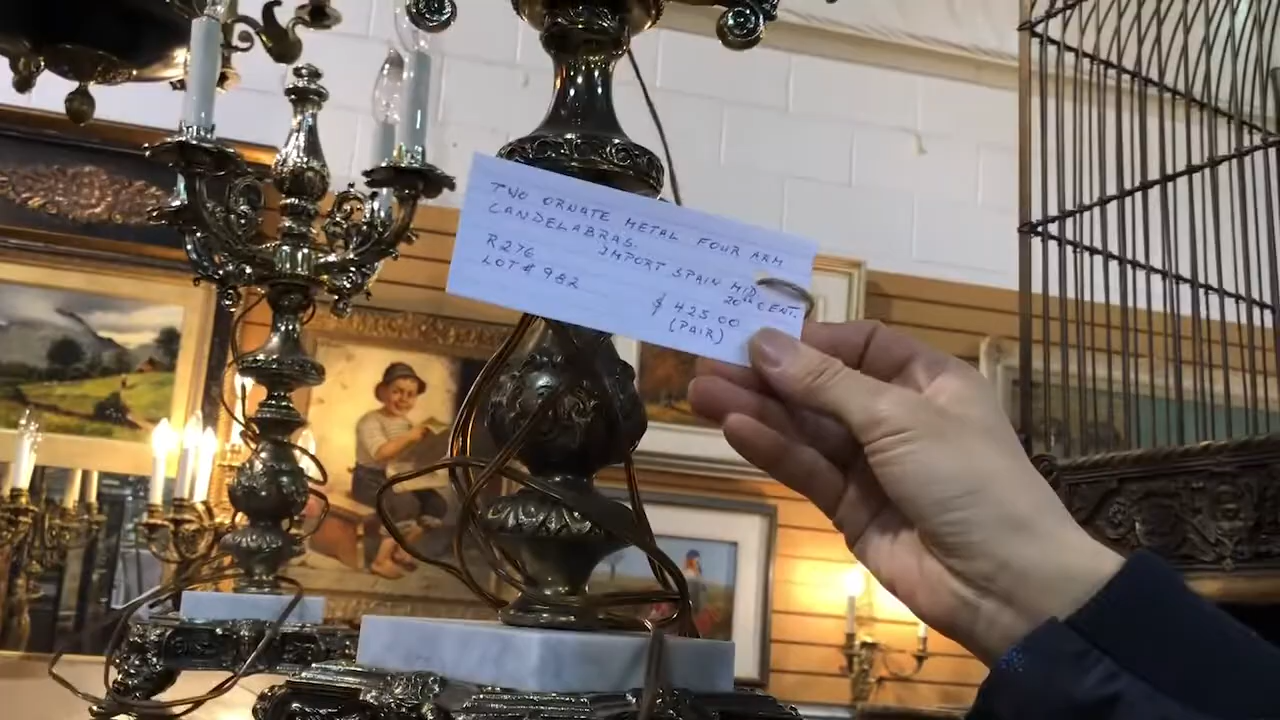 TWO ORNATE METAL FOUR ARM
CANDELABRAS. IMPORT SPAIN MID
20th CENT.
R276
LOT# 982
$ 425.00
(PAIR)